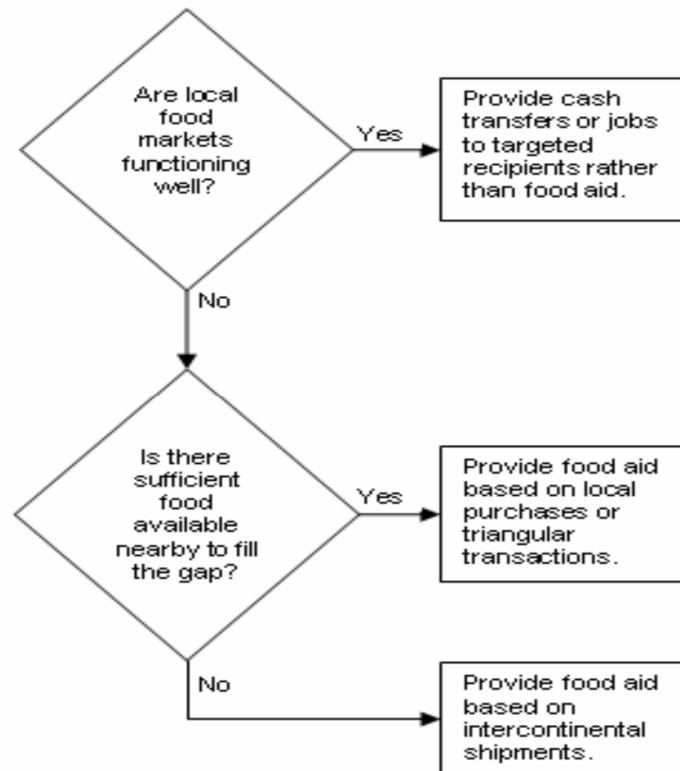 Are local
food
markets
functioning
well?
Yes
Provide cash
transfers or jobs
to targeted
recipients rather
than food aid.
No
Is there
sufficient
food
available
nearby to fill
the gap?
Yes
Provide food aid
based on local
purchases or
triangular
transactions.
No
Provide food aid
based on
intercontinental
shipments.